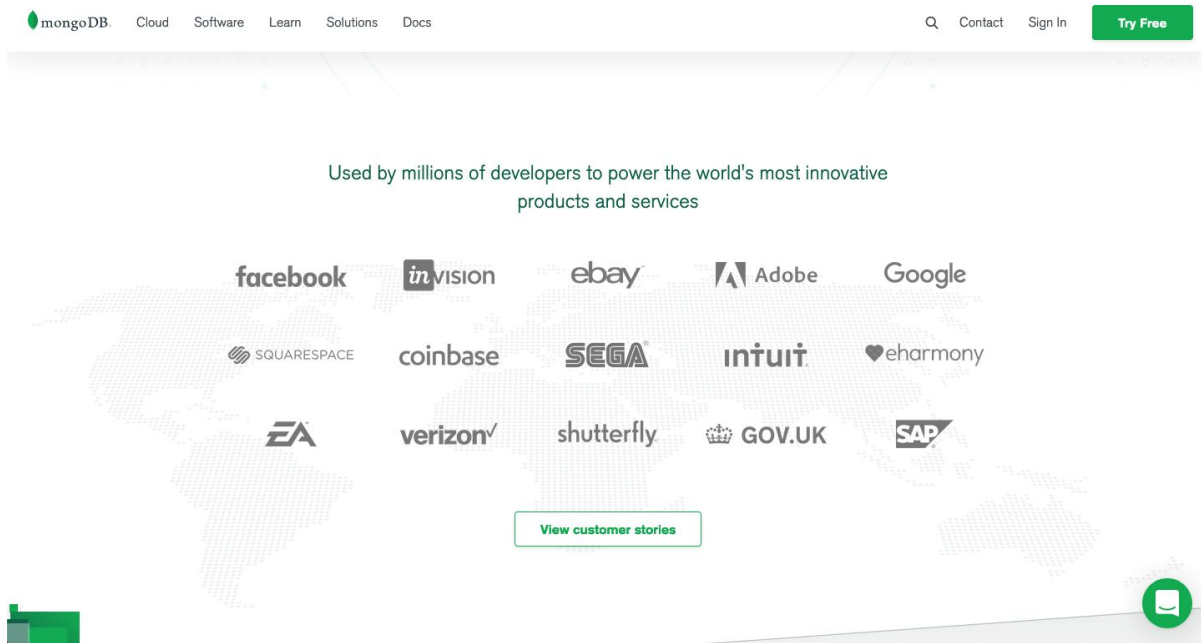 mongoDB. Cloud Software Learn Solutions Docs Contact Sign In Try Free
Used by millions of developers to power the world's most innovative
products and services
facebook invision ebay Adobe Google
SQUARESPACE coinbase SEGA intuit eharmony
EA verizon shutterfly GOV.UK SAP
View customer stories